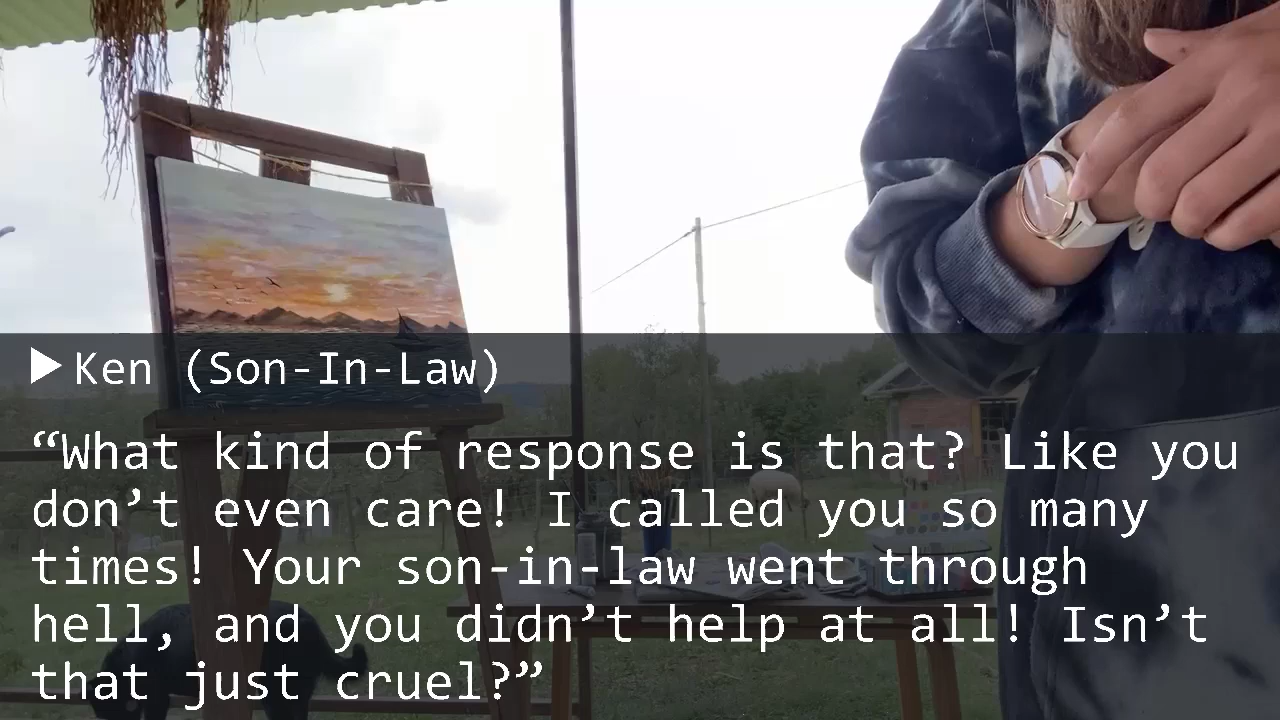 ▶Ken (Son-In-Law)
“What kind of response is that? Like you
don’t even care! I called you so many
times! Your son-in-law went through
hell, and you didn’t help at all! Isn’t
that just cruel?”